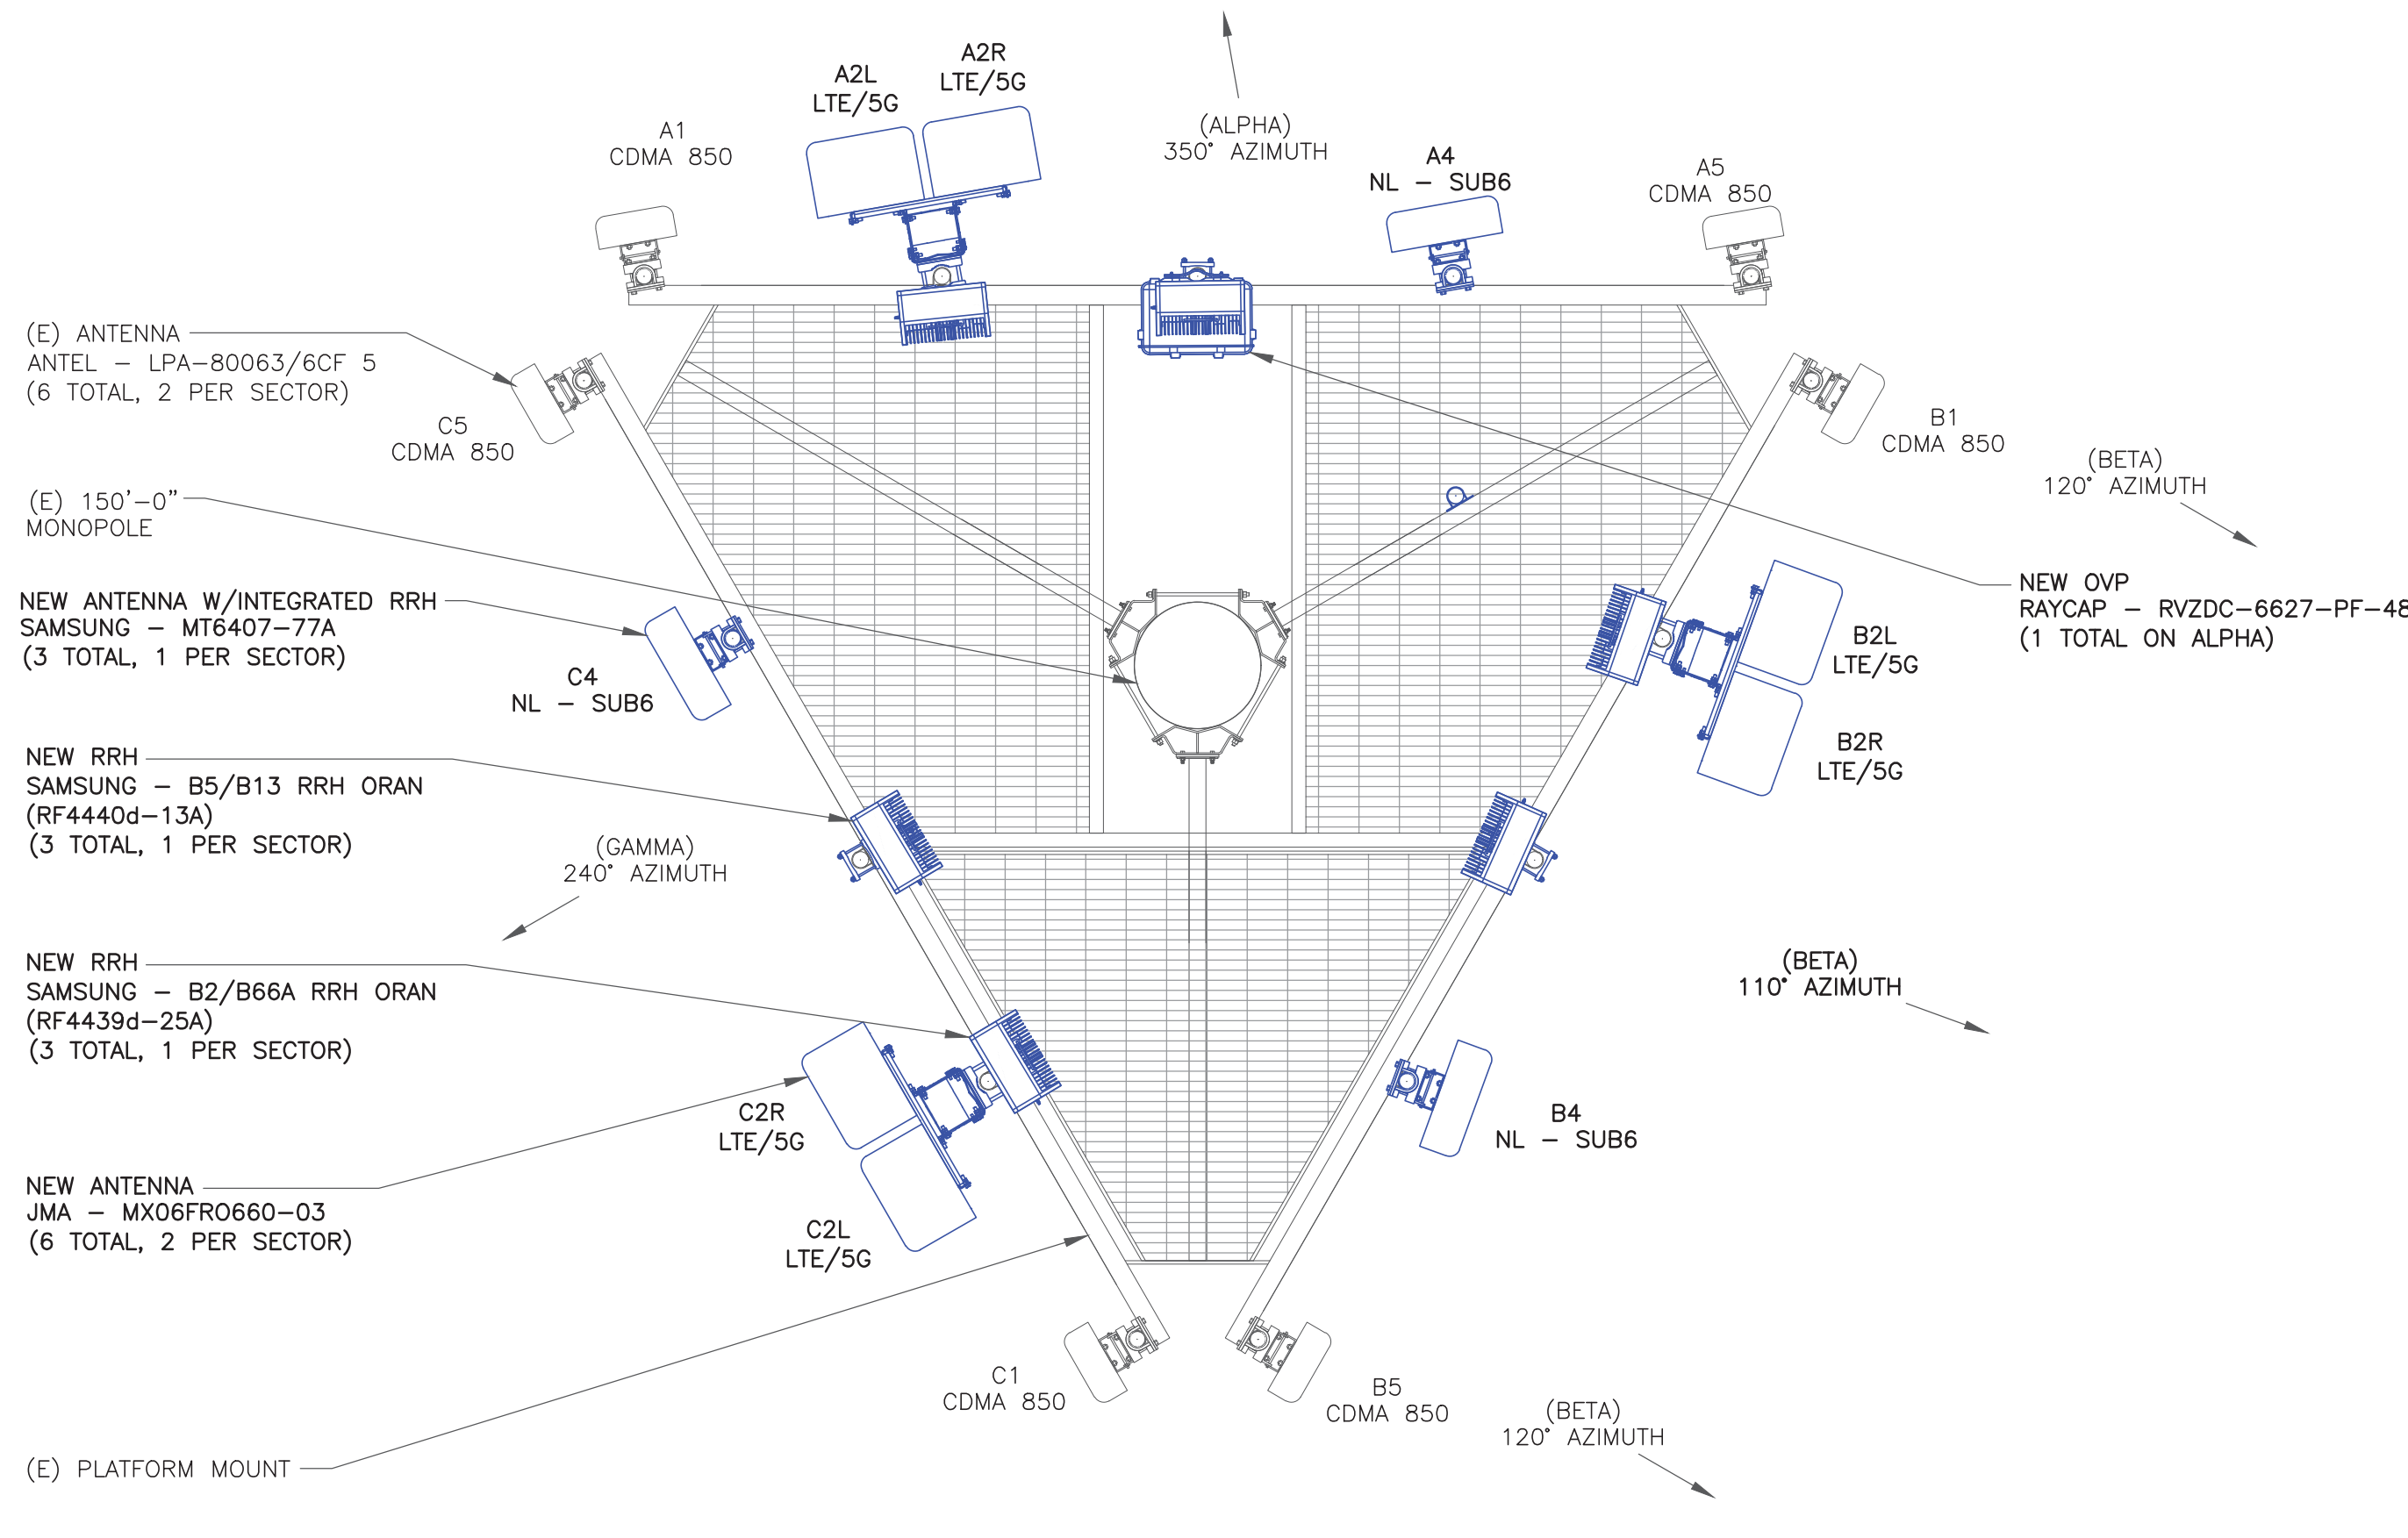 A2R
LTE/5G
A2L
LTE/5G
A1
CDMA 850
(ALPHA)
350° AZIMUTH
A4
NL - SUB6
A5
CDMA 850
(E) ANTENNA
ANTEL - LPA-80063/6CF 5
(6 TOTAL, 2 PER SECTOR)
C5
CDMA 850
B1
CDMA 850
(BETA)
120° AZIMUTH
(E) 150'-0"
MONOPOLE
NEW ANTENNA W/INTEGRATED RRH
SAMSUNG - MT6407-77A
(3 TOTAL, 1 PER SECTOR)
C4
NL - SUB6
NEW OVP
RAYCAP - RVZDC-6627-PF-48
(1 TOTAL ON ALPHA)
B2L
LTE/5G
B2R
LTE/5G
NEW RRH
SAMSUNG - B5/B13 RRH ORAN
(RF4440d-13A)
(3 TOTAL, 1 PER SECTOR)
(GAMMA)
240° AZIMUTH
NEW RRH
SAMSUNG - B2/B66A RRH ORAN
(RF4439d-25A)
(3 TOTAL, 1 PER SECTOR)
(BETA)
110° AZIMUTH
C2R
LTE/5G
B4
NL - SUB6
NEW ANTENNA
JMA - MX06FRO660-03
(6 TOTAL, 2 PER SECTOR)
C2L
LTE/5G
C1
CDMA 850
B5
CDMA 850
(BETA)
120° AZIMUTH
(E) PLATFORM MOUNT